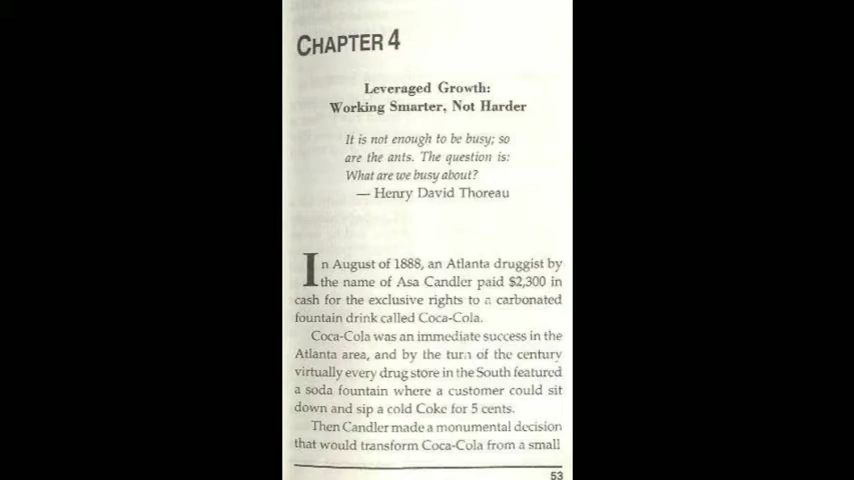 CHAPTER 4
Leveraged Growth:
Working Smarter, Not Harder
It is not enough to be busy; so
are the ants. The question is:
What are we busy about?
— Henry David Thoreau
In August of 1888, an Atlanta druggist by
the name of Asa Candler paid $2,300 in
cash for the exclusive rights to a carbonated
fountain drink called Coca-Cola.
Coca-Cola was an immediate success in the
Atlanta area, and by the turn of the century
virtually every drug store in the South featured
a soda fountain where a customer could sit
down and sip a cold Coke for 5 cents.
Then Candler made a monumental decision
that would transform Coca-Cola from a small
53